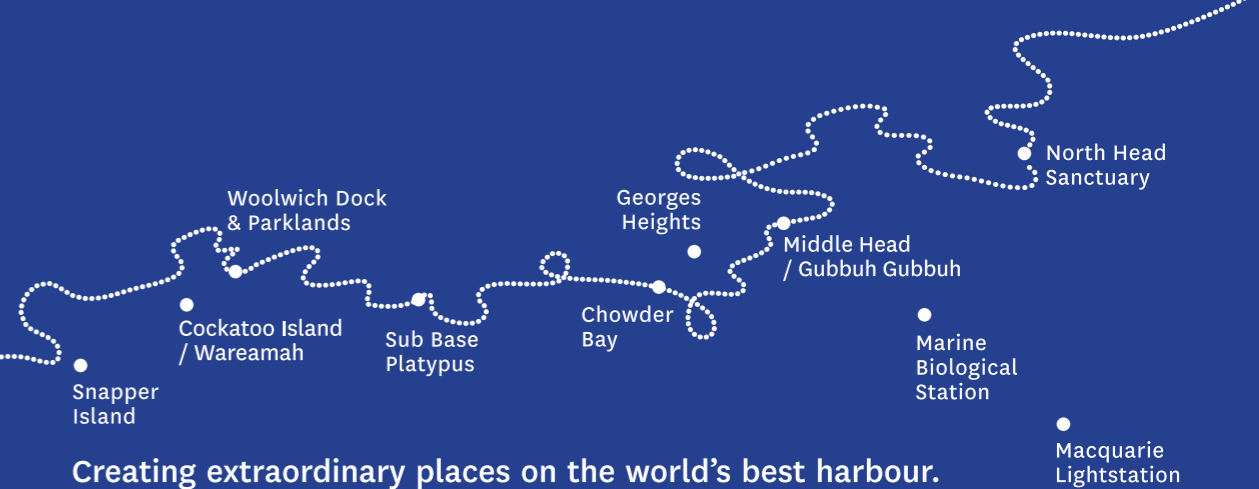 North Head
Sanctuary
Woolwich Dock
& Parklands
Georges
Heights
Middle Head
/ Gubbuh Gubbuh
Cockatoo Island
/ Wareamah
Sub Base
Platypus
Chowder
Bay
Marine
Biological
Station
Snapper
Island
Macquarie
Lightstation
Creating extraordinary places on the world’s best harbour.